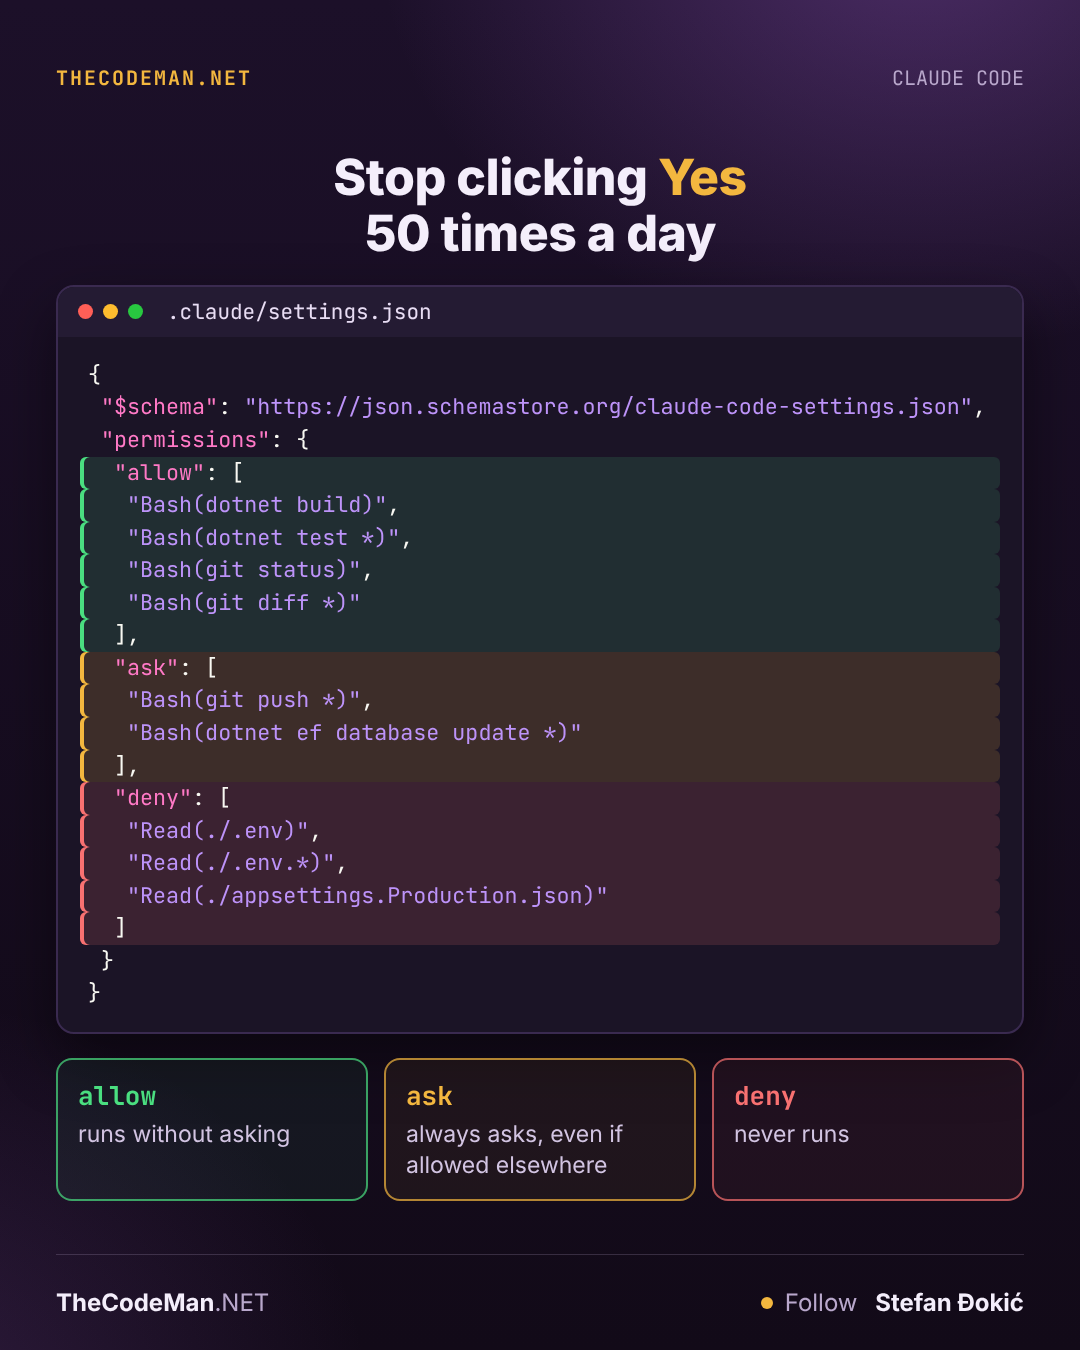 THECODEMAN.NET
CLAUDE CODE
Stop clicking Yes
50 times a day
.claude/settings.json
{
"$schema": "https://json.schemastore.org/claude-code-settings.json",
"permissions": {
"allow": [
"Bash(dotnet build)",
"Bash(dotnet test *)",
"Bash(git status)",
"Bash(git diff *)"
],
"ask": [
"Bash(git push *)",
"Bash(dotnet ef database update *)"
],
"deny": [
"Read(./.env)",
"Read(./.env.*)",
"Read(./appsettings.Production.json)"
]
}
}
allow
runs without asking
ask
always asks, even if
allowed elsewhere
deny
never runs
TheCodeMan.NET
Follow Stefan Đokić